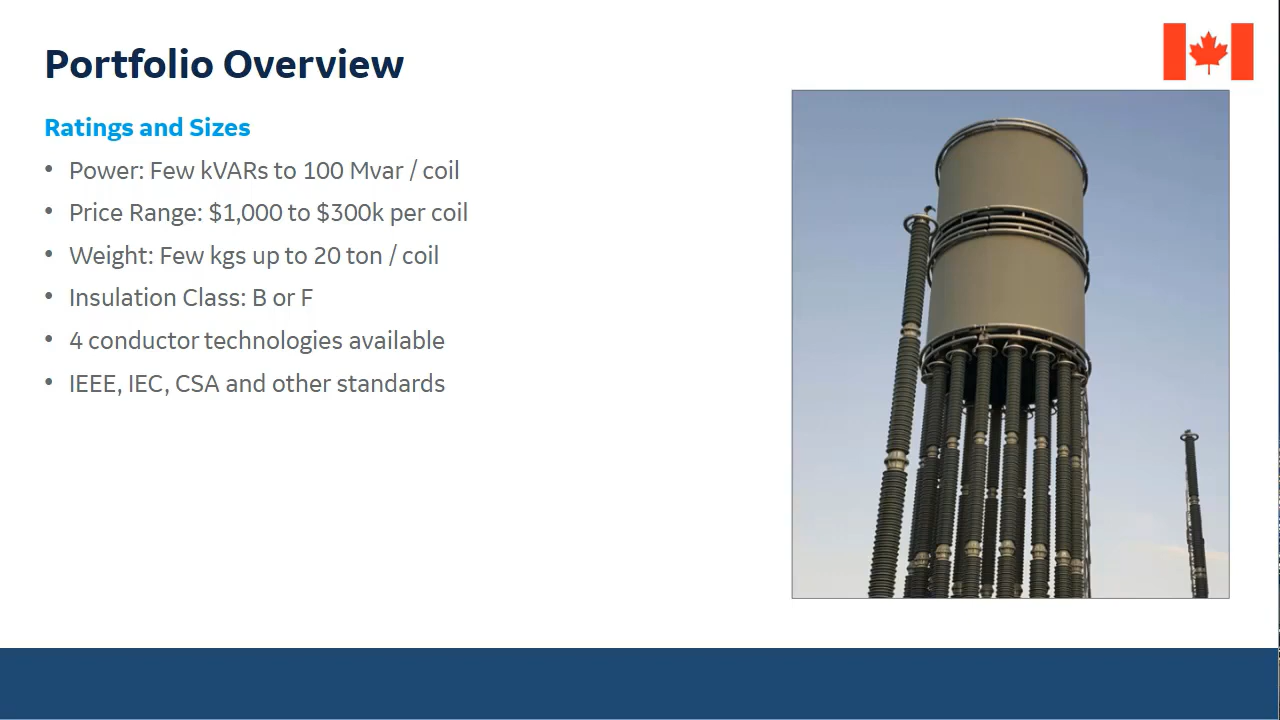 Portfolio Overview
Ratings and Sizes
• Power: Few kVARs to 100 Mvar / coil
• Price Range: $1,000 to $300k per coil
• Weight: Few kgs up to 20 ton / coil
• Insulation Class: B or F
• 4 conductor technologies available
• IEEE, IEC, CSA and other standards